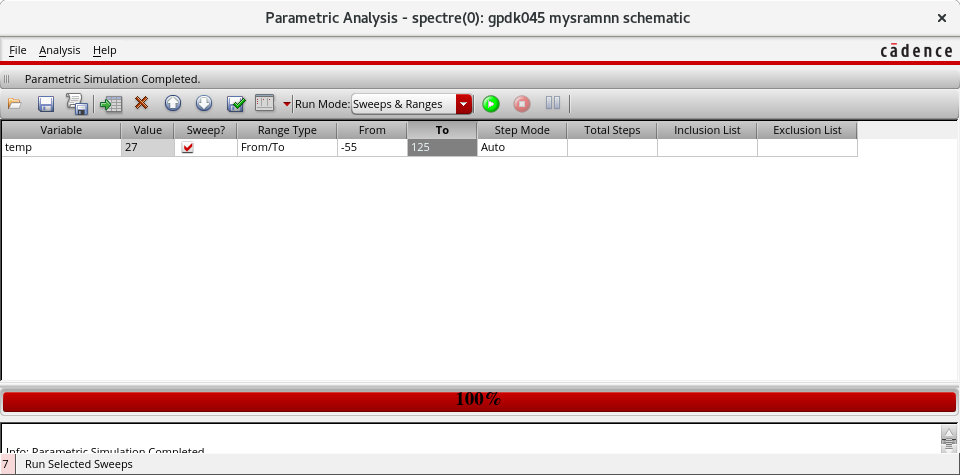 Parametric Analysis - spectre(0): gpdk045 mysramnn schematic ×
File Analysis Help cādence
Parametric Simulation Completed.
Run Mode: Sweeps & Ranges
Variable Value Sweep? Range Type From To Step Mode Total Steps Inclusion List Exclusion List
temp 27 From/To -55 125 Auto
100%
Info: Parametric Simulation Completed
7 Run Selected Sweeps